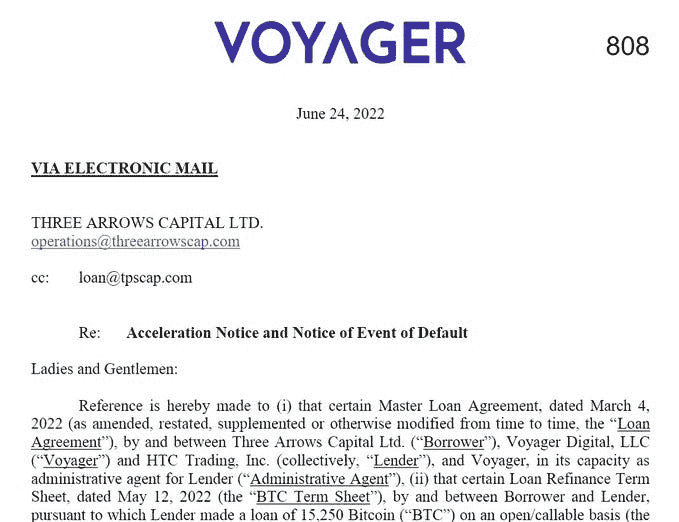 VOYAGER
808
June 24, 2022
VIA ELECTRONIC MAIL
THREE ARROWS CAPITAL LTD.
operations@threearrowscap.com
cc: loan@tpscap.com
Re: Acceleration Notice and Notice of Event of Default
Ladies and Gentlemen:
Reference is hereby made to (i) that certain Master Loan Agreement, dated March 4,
2022 (as amended, restated, supplemented or otherwise modified from time to time, the “Loan
Agreement”), by and between Three Arrows Capital Ltd. (“Borrower”), Voyager Digital, LLC
(“Voyager”) and HTC Trading, Inc. (collectively, “Lender”), and Voyager, in its capacity as
administrative agent for Lender (“Administrative Agent”), (ii) that certain Loan Refinance Term
Sheet, dated May 12, 2022 (the “BTC Term Sheet”), by and between Borrower and Lender,
pursuant to which Lender made a loan of 15,250 Bitcoin (“BTC”) on an open/callable basis (the